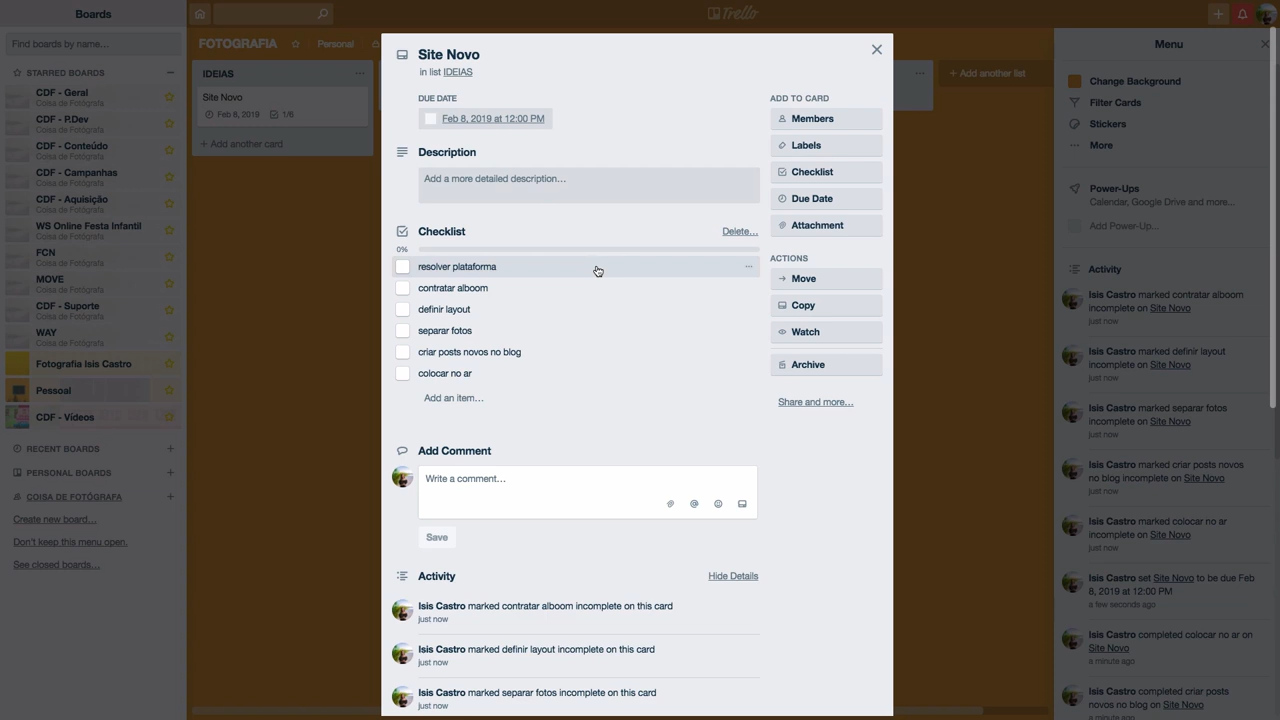 Boards
Trello
Find boards by name…
STARRED BOARDS
CDF - Geral
Coisa de Fotógrafa
CDF - P.Dev
Coisa de Fotógrafa
CDF - Conteúdo
Coisa de Fotógrafa
CDF - Campanhas
Coisa de Fotógrafa
CDF - Aquisição
Coisa de Fotógrafa
WS Online Festa Infantil
Coisa de Fotógrafa
FCN
Coisa de Fotógrafa
MOVE
Coisa de Fotógrafa
CDF - Suporte
Coisa de Fotógrafa
WAY
Coisa de Fotógrafa
Fotografia Isis Castro
Pessoal
CDF - Vídeos
RECENT BOARDS
PERSONAL BOARDS
COISA DE FOTÓGRAFA
Create new board…
Don't keep this menu open.
See closed boards…
FOTOGRAFIA
Personal
IDEIAS
Site Novo
Feb 8, 2019
1/6
+ Add another card
+ Add another list
Site Novo
in list IDEIAS
DUE DATE
Feb 8, 2019 at 12:00 PM
Description
Add a more detailed description…
Checklist
Delete…
0%
resolver plataforma
contratar alboom
definir layout
separar fotos
criar posts novos no blog
colocar no ar
Add an item…
Add Comment
Write a comment…
Save
Activity
Hide Details
Isis Castro marked contratar alboom incomplete on this card
just now
Isis Castro marked definir layout incomplete on this card
just now
Isis Castro marked separar fotos incomplete on this card
just now
ADD TO CARD
Members
Labels
Checklist
Due Date
Attachment
ACTIONS
Move
Copy
Watch
Archive
Share and more…
Menu
Change Background
Filter Cards
Stickers
More
Power-Ups
Calendar, Google Drive and more…
Add Power-Up…
Activity
Isis Castro marked contratar alboom
incomplete on Site Novo
just now
Isis Castro marked definir layout
incomplete on Site Novo
just now
Isis Castro marked separar fotos
incomplete on Site Novo
just now
Isis Castro marked criar posts novos
no blog incomplete on Site Novo
just now
Isis Castro marked colocar no ar
incomplete on Site Novo
just now
Isis Castro set Site Novo to be due Feb
8, 2019 at 12:00 PM
a few seconds ago
Isis Castro completed colocar no ar on
Site Novo
a minute ago
Isis Castro completed criar posts
novos no blog on Site Novo
a minute ago